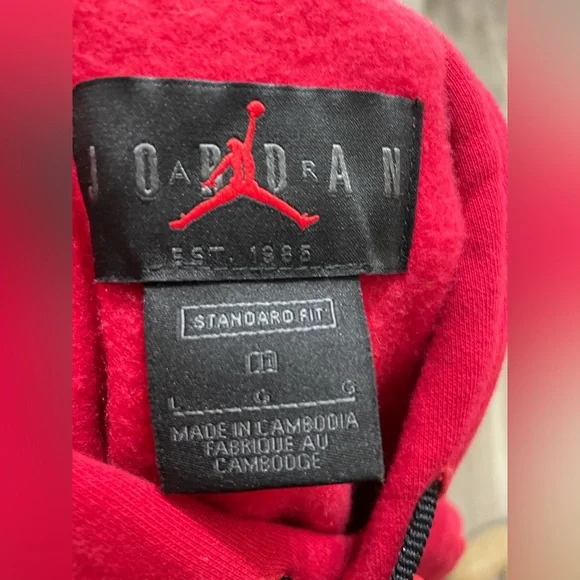 JORDAN
AIR
EST. 1985
STANDARD FIT
L G G
MADE IN CAMBODIA
FABRIQUE AU
CAMBODGE